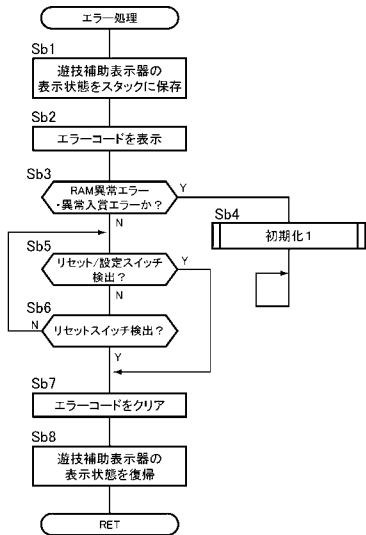 エラー処理
Sb1
遊技補助表示器の
表示状態をスタックに保存
Sb2
エラーコードを表示
Sb3
RAM異常エラー
・異常入賞エラーか？
Y
N
Sb4
初期化１
Sb5
リセット/設定スイッチ
検出？
Y
N
Sb6
リセットスイッチ検出？
N
Y
Sb7
エラーコードをクリア
Sb8
遊技補助表示器の
表示状態を復帰
RET